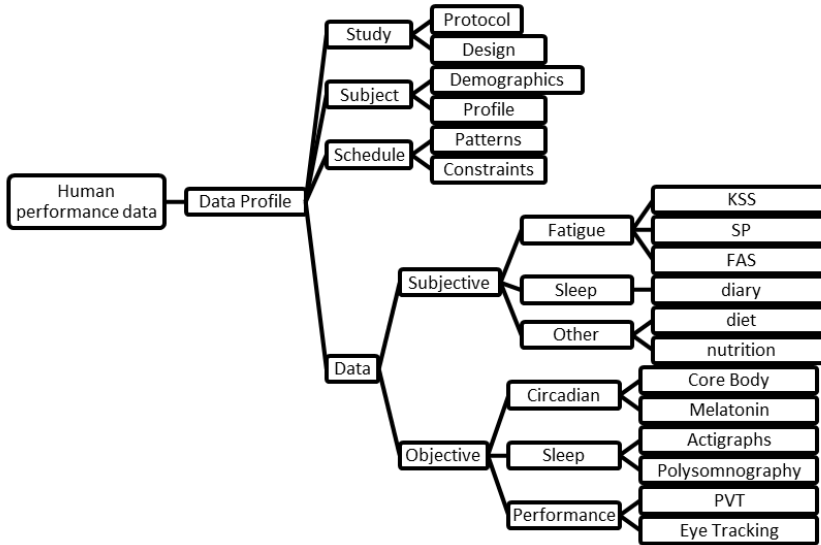 Human
performance data
Data Profile
Study
Protocol
Design
Subject
Demographics
Profile
Schedule
Patterns
Constraints
Data
Subjective
Fatigue
KSS
SP
FAS
Sleep
diary
Other
diet
nutrition
Objective
Circadian
Core Body
Melatonin
Sleep
Actigraphs
Polysomnography
Performance
PVT
Eye Tracking